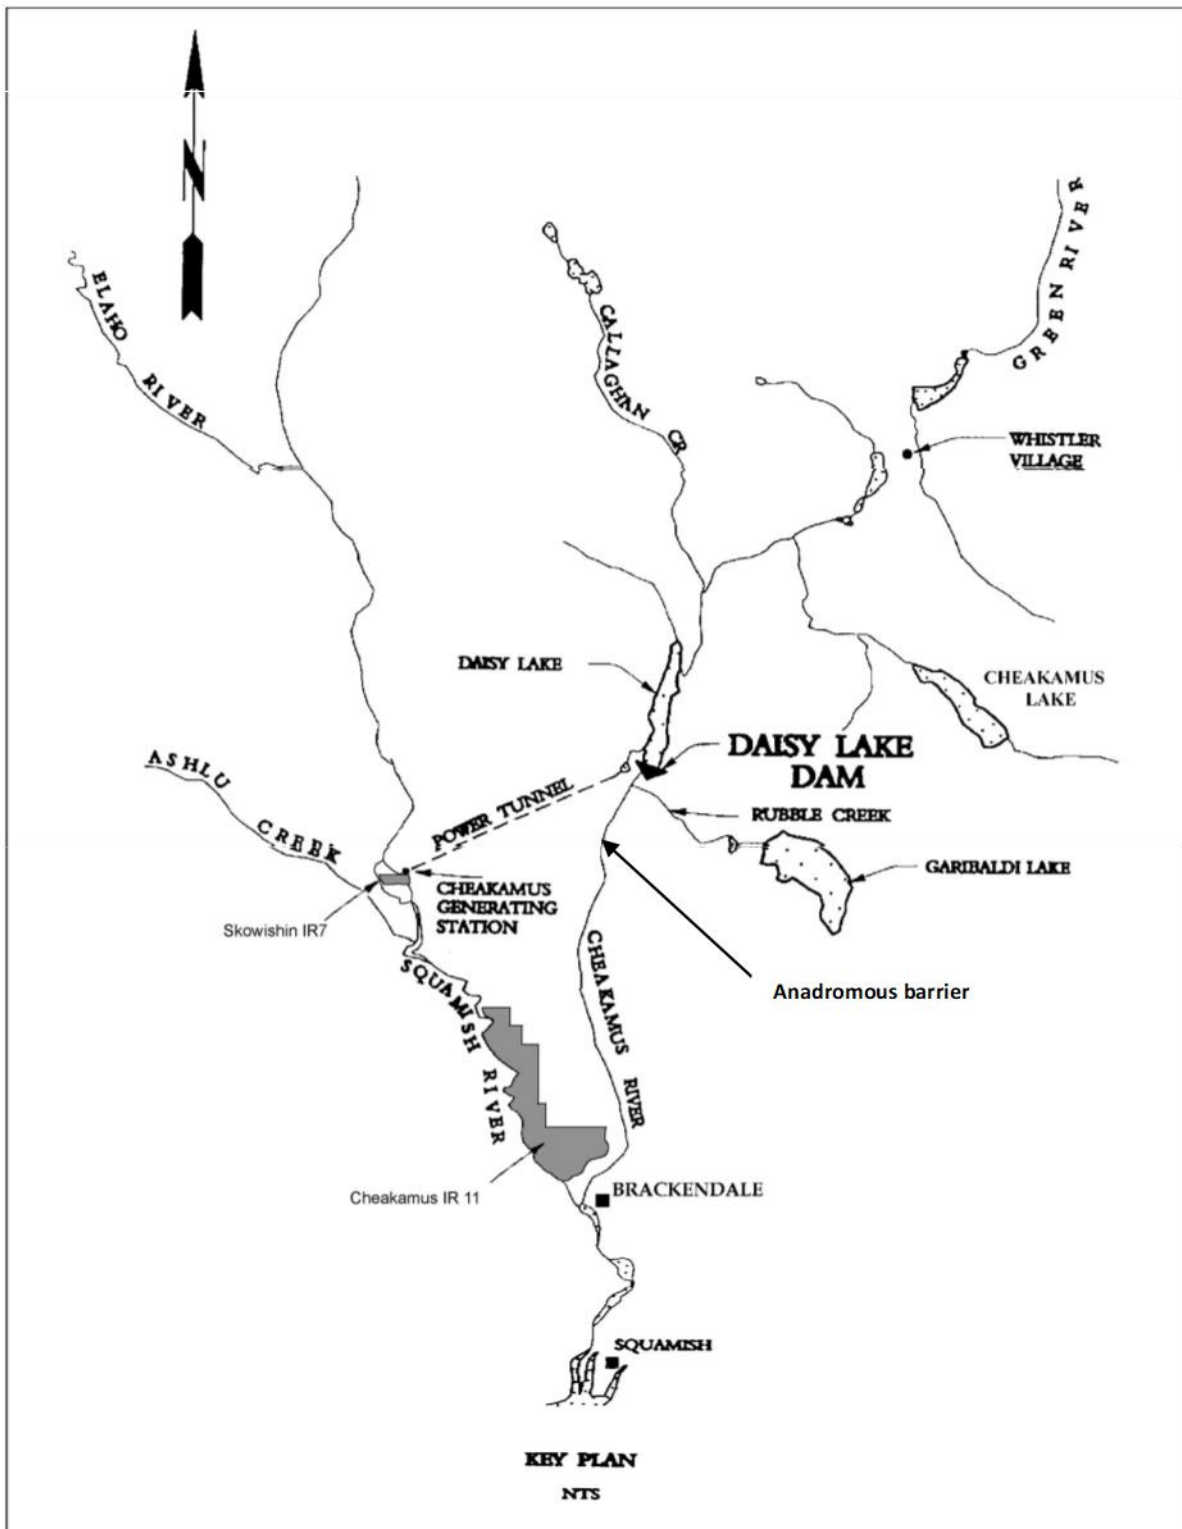 N
ELAHO
RIVER
CALLAGHAN CR
GREEN RIVER
WHISTLER
VILLAGE
DAISY LAKE
CHEAKAMUS
LAKE
DAISY LAKE
DAM
ASHLU
CREEK
POWER TUNNEL
RUBBLE CREEK
GARIBALDI LAKE
CHEAKAMUS
GENERATING
STATION
Skowishin IR7
SQUAMISH
RIVER
CHEAKAMUS RIVER
Anadromous barrier
Cheakamus IR 11
BRACKENDALE
SQUAMISH
KEY PLAN
NTS